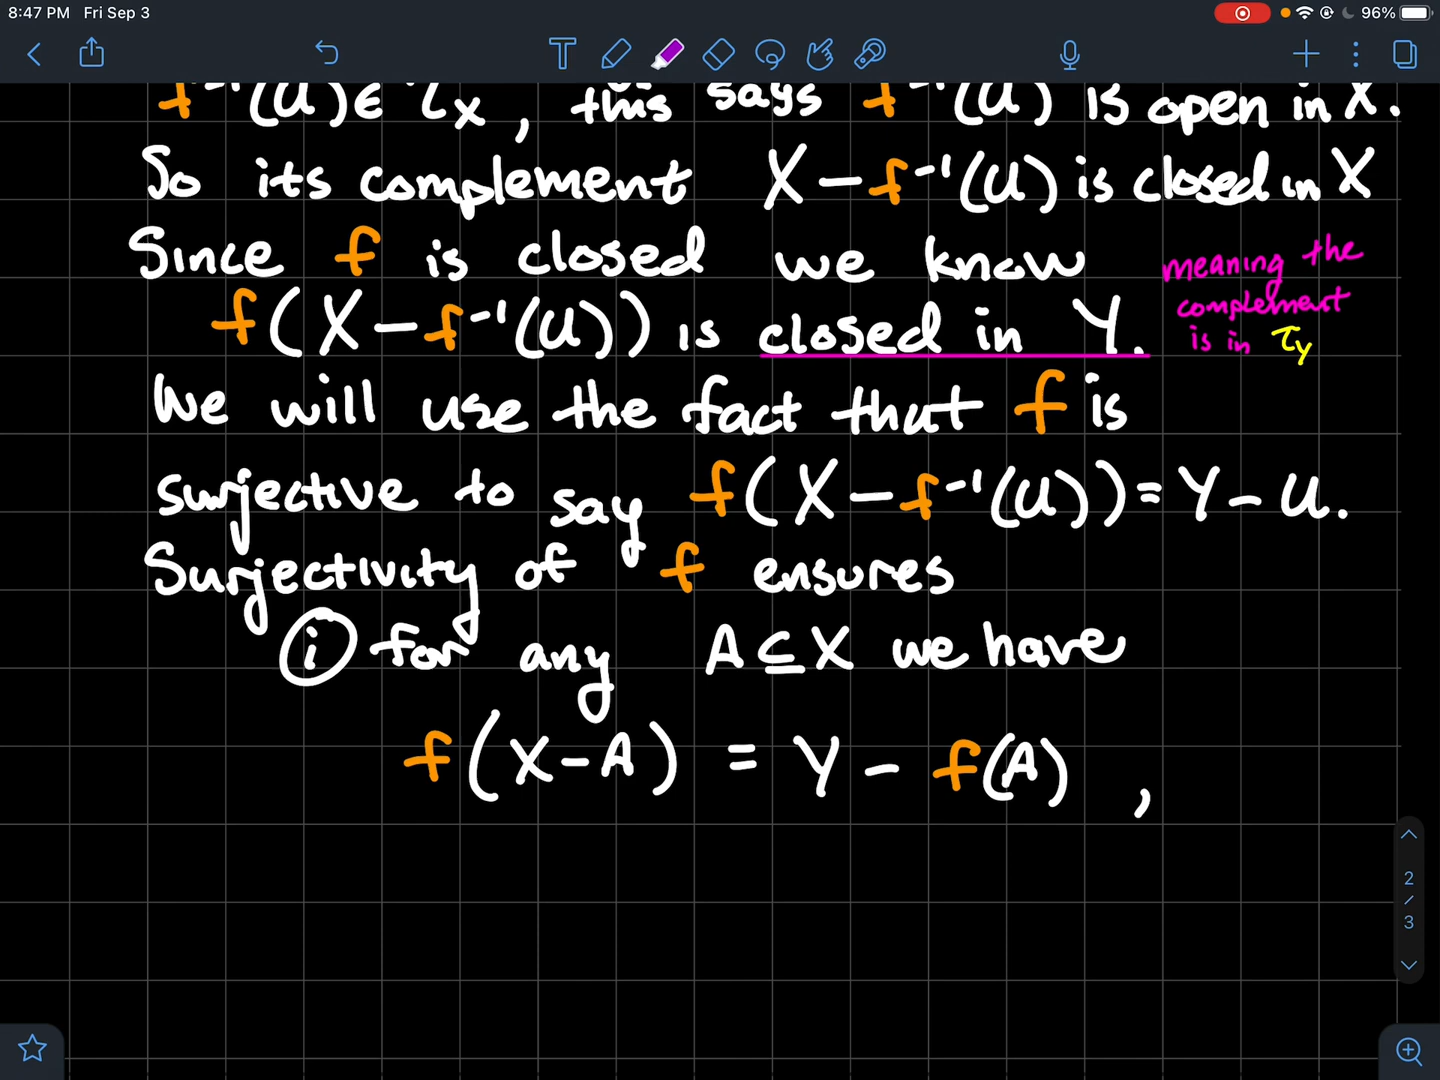 8:47 PM Fri Sep 3 96%
f⁻¹(U) ∈ τ_X, this says f⁻¹(U) is open in X.
So its complement X − f⁻¹(U) is closed in X
Since f is closed we know
f(X − f⁻¹(U)) is closed in Y.
meaning the
complement
is in τ_Y
We will use the fact that f is
surjective to say f(X − f⁻¹(U)) = Y − U.
Surjectivity of f ensures
(i) for any A ⊆ X we have
f(X − A) = Y − f(A) ,
2
/
3